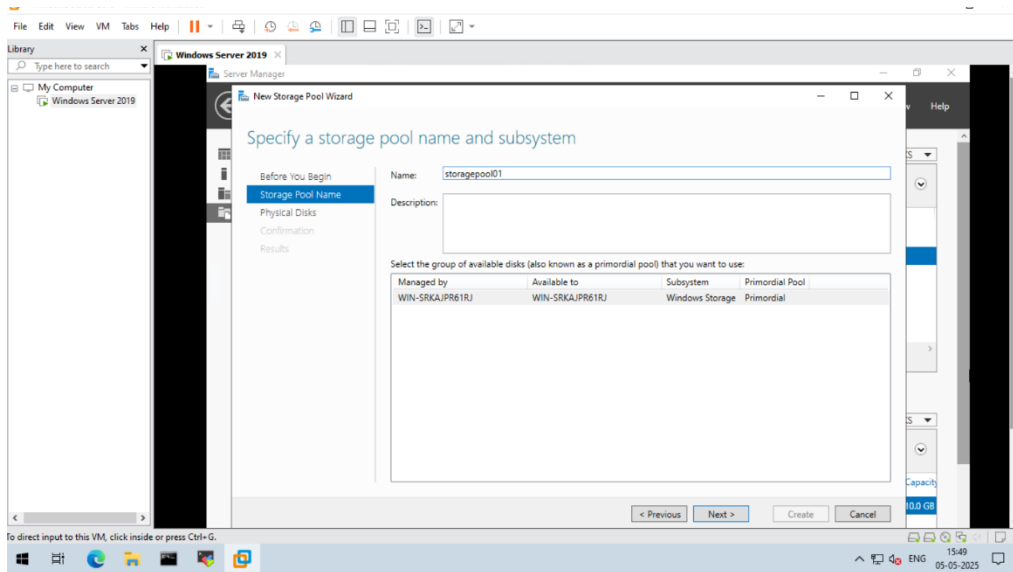 File Edit View VM Tabs Help
Library
Type here to search
My Computer
Windows Server 2019
Windows Server 2019
Server Manager
Help
New Storage Pool Wizard
Specify a storage pool name and subsystem
Before You Begin
Storage Pool Name
Physical Disks
Confirmation
Results
Name: storagepool01
Description:
Select the group of available disks (also known as a primordial pool) that you want to use:
Managed by Available to Subsystem Primordial Pool
WIN-SRKAJPR61RJ WIN-SRKAJPR61RJ Windows Storage Primordial
Capacity
10.0 GB
< Previous Next > Create Cancel
To direct input to this VM, click inside or press Ctrl+G.
ENG
15:49
05-05-2025